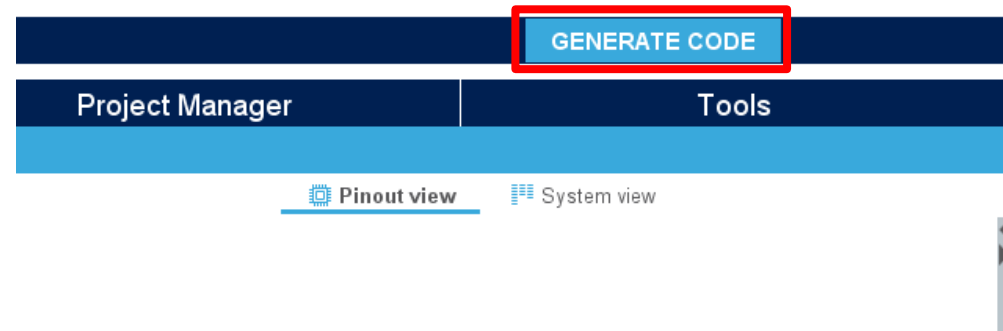 GENERATE CODE
Project Manager Tools
Pinout view System view